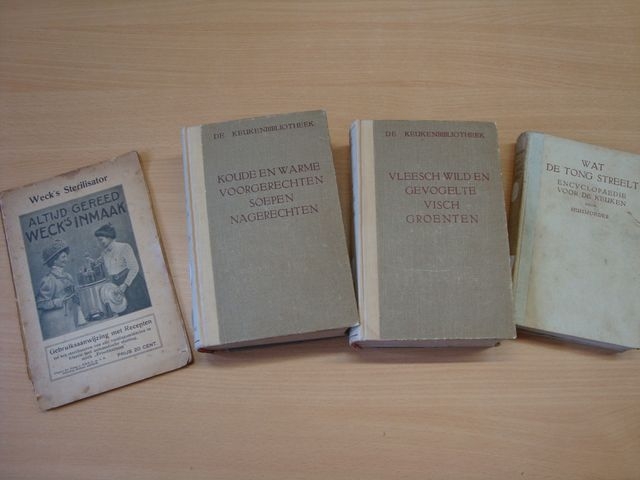 Weck's Sterilisator
ALTIJD GEREED
WECK'S INMAAK
Gebruiksaanwijzing met Recepten
PRIJS 20 CENT.
DE KEUKENBIBLIOTHEEK
KOUDE EN WARME
VOORGERECHTEN
SOEPEN
NAGERECHTEN
DE KEUKENBIBLIOTHEEK
VLEESCH WILD EN
GEVOGELTE
VISCH
GROENTEN
WAT
DE TONG STREELT
ENCYCLOPAEDIE
VOOR DE KEUKEN
DOOR